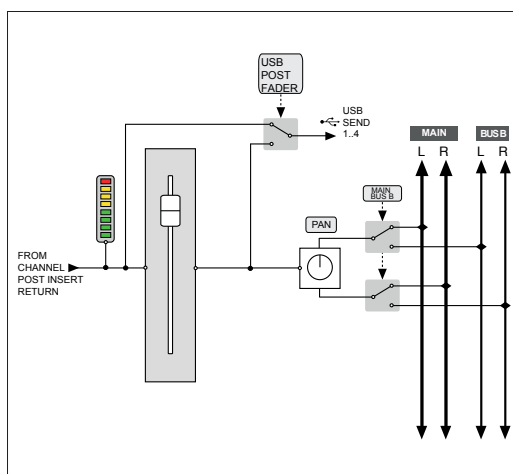 USB
POST
FADER
USB
SEND
1..4
MAIN
BUS B
L R L R
MAIN
BUS B
PAN
FROM
CHANNEL
POST INSERT
RETURN